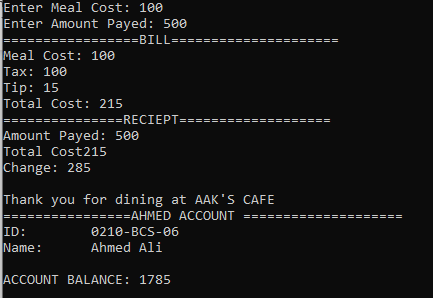 Enter Meal Cost: 100
Enter Amount Payed: 500
=================BILL=====================
Meal Cost: 100
Tax: 100
Tip: 15
Total Cost: 215
===============RECIEPT===================
Amount Payed: 500
Total Cost215
Change: 285
Thank you for dining at AAK'S CAFE
================AHMED ACCOUNT ====================
ID:        0210-BCS-06
Name:      Ahmed Ali
ACCOUNT BALANCE: 1785